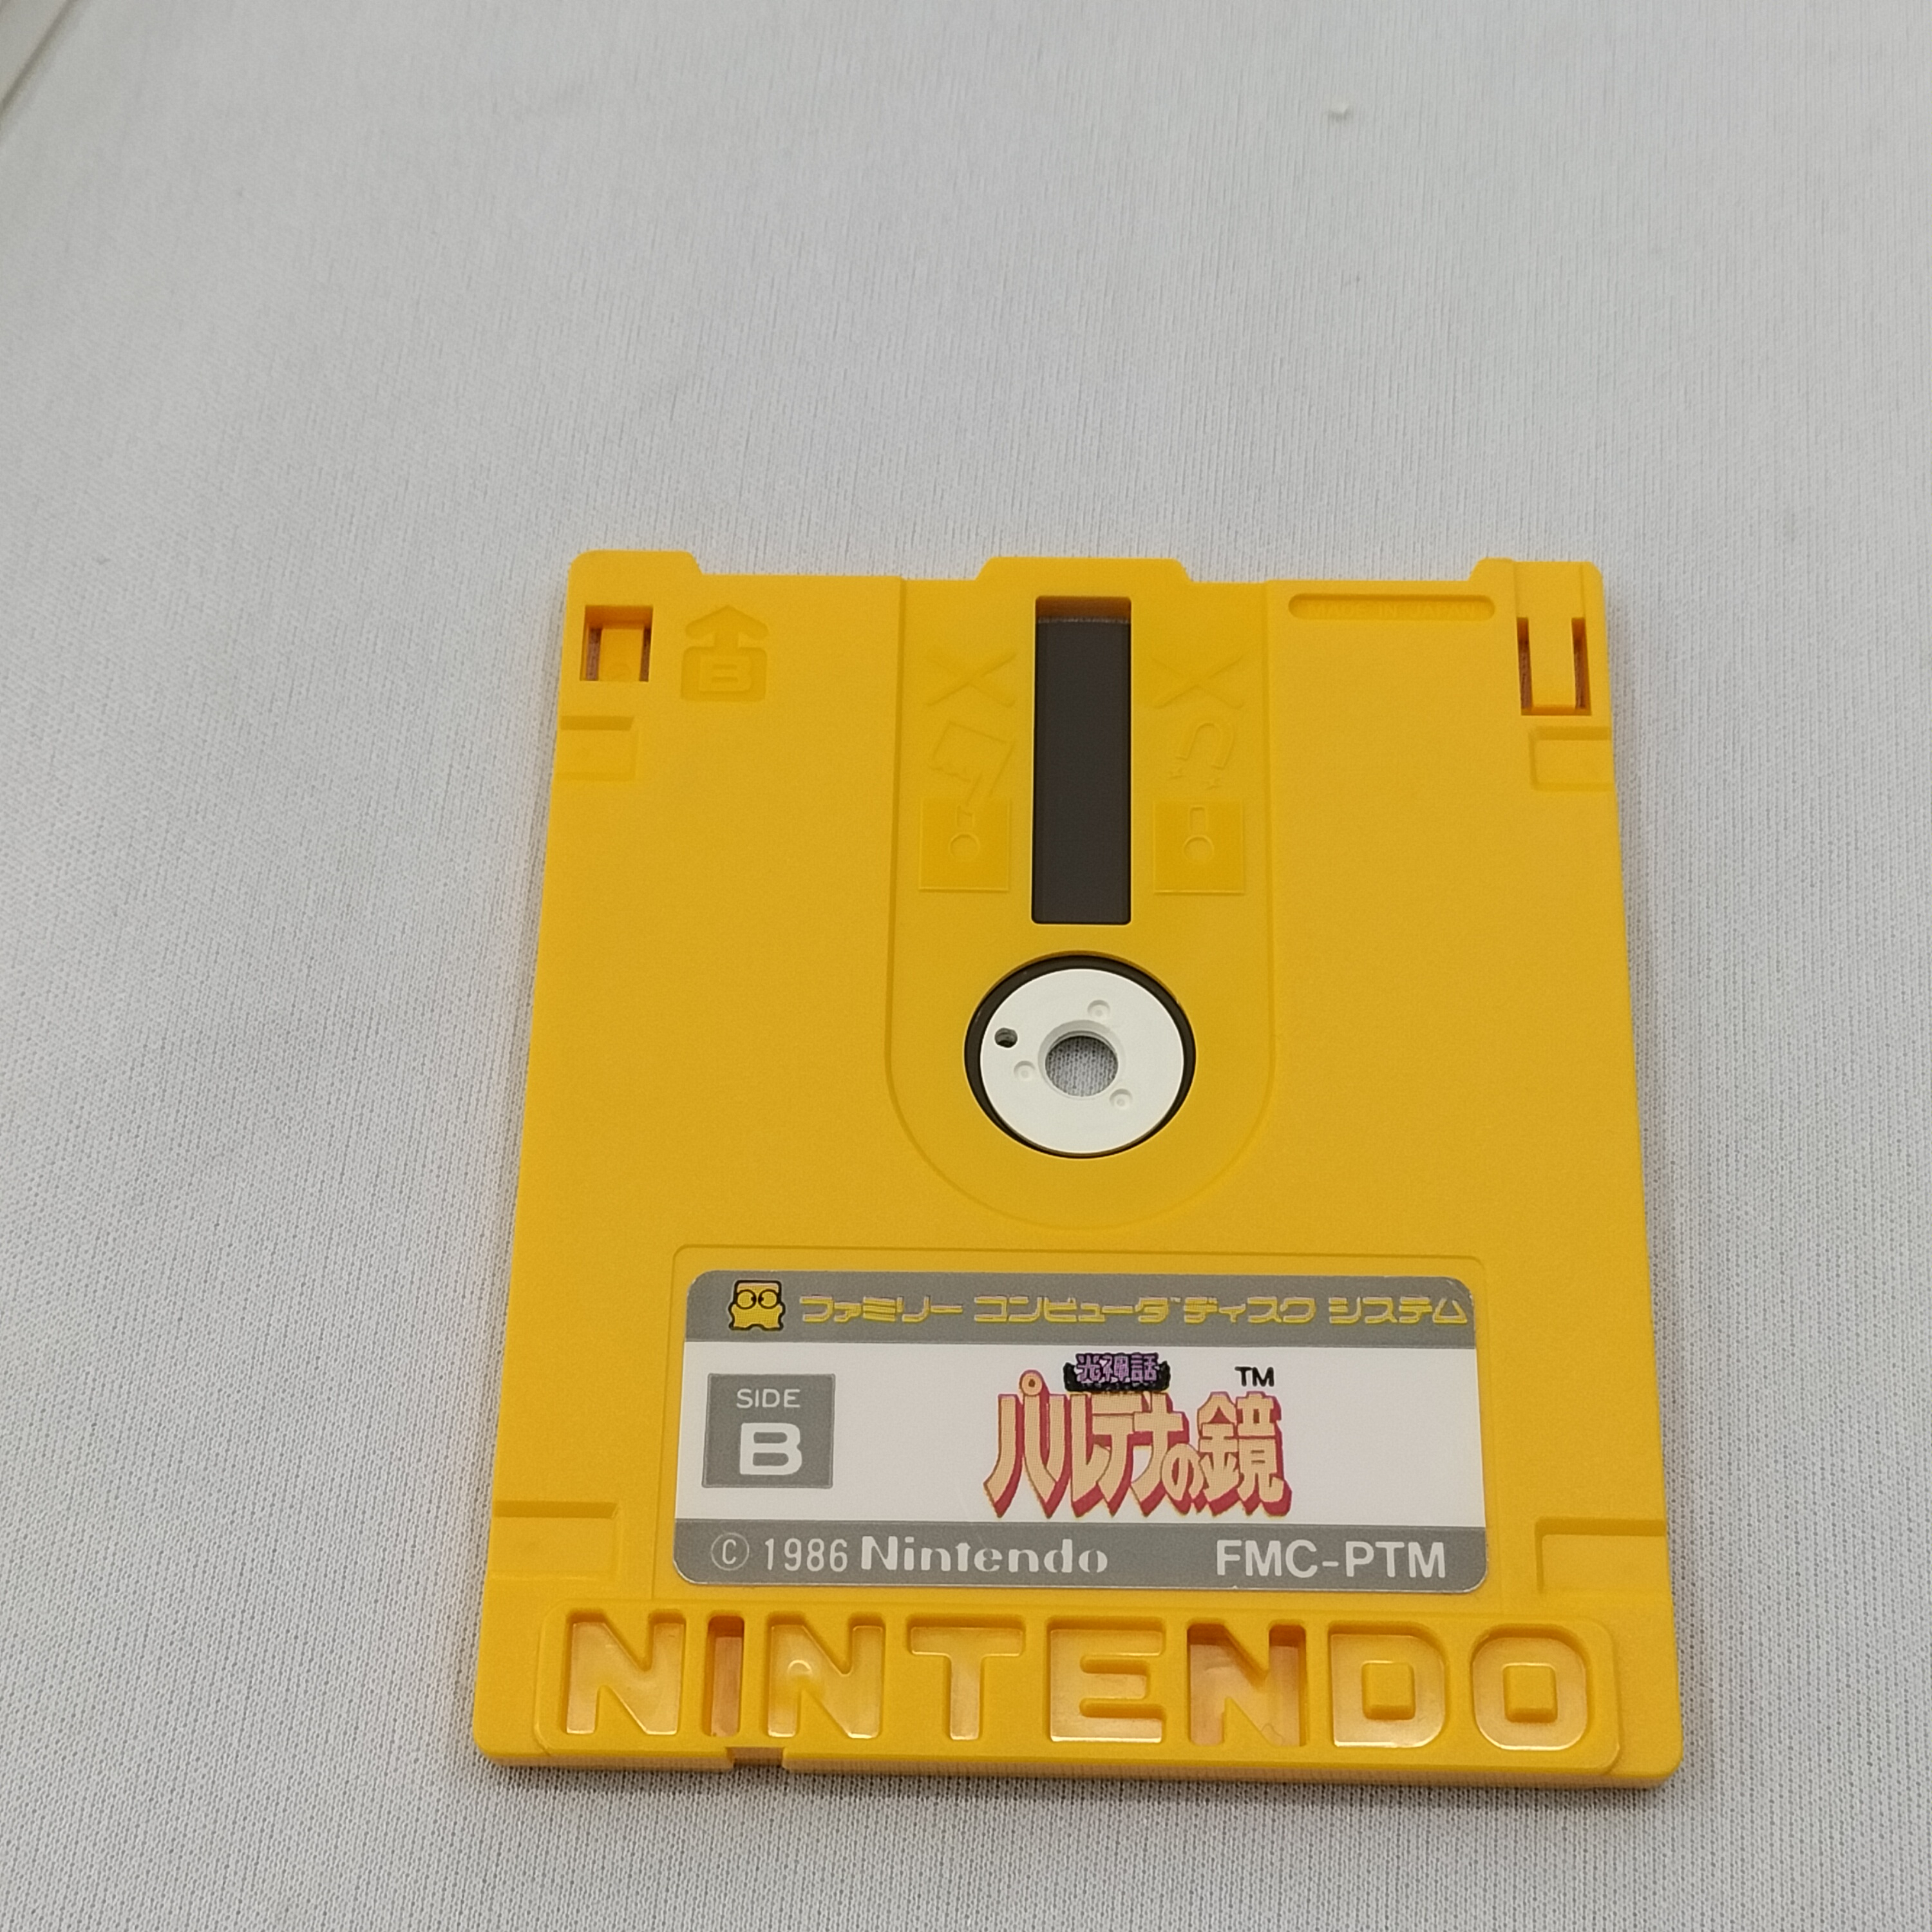 B
MADE IN JAPAN
ファミリー コンピュータ™ ディスク システム
SIDE
B
光神話
パルテナの鏡
TM
© 1986 Nintendo FMC-PTM
NINTENDO